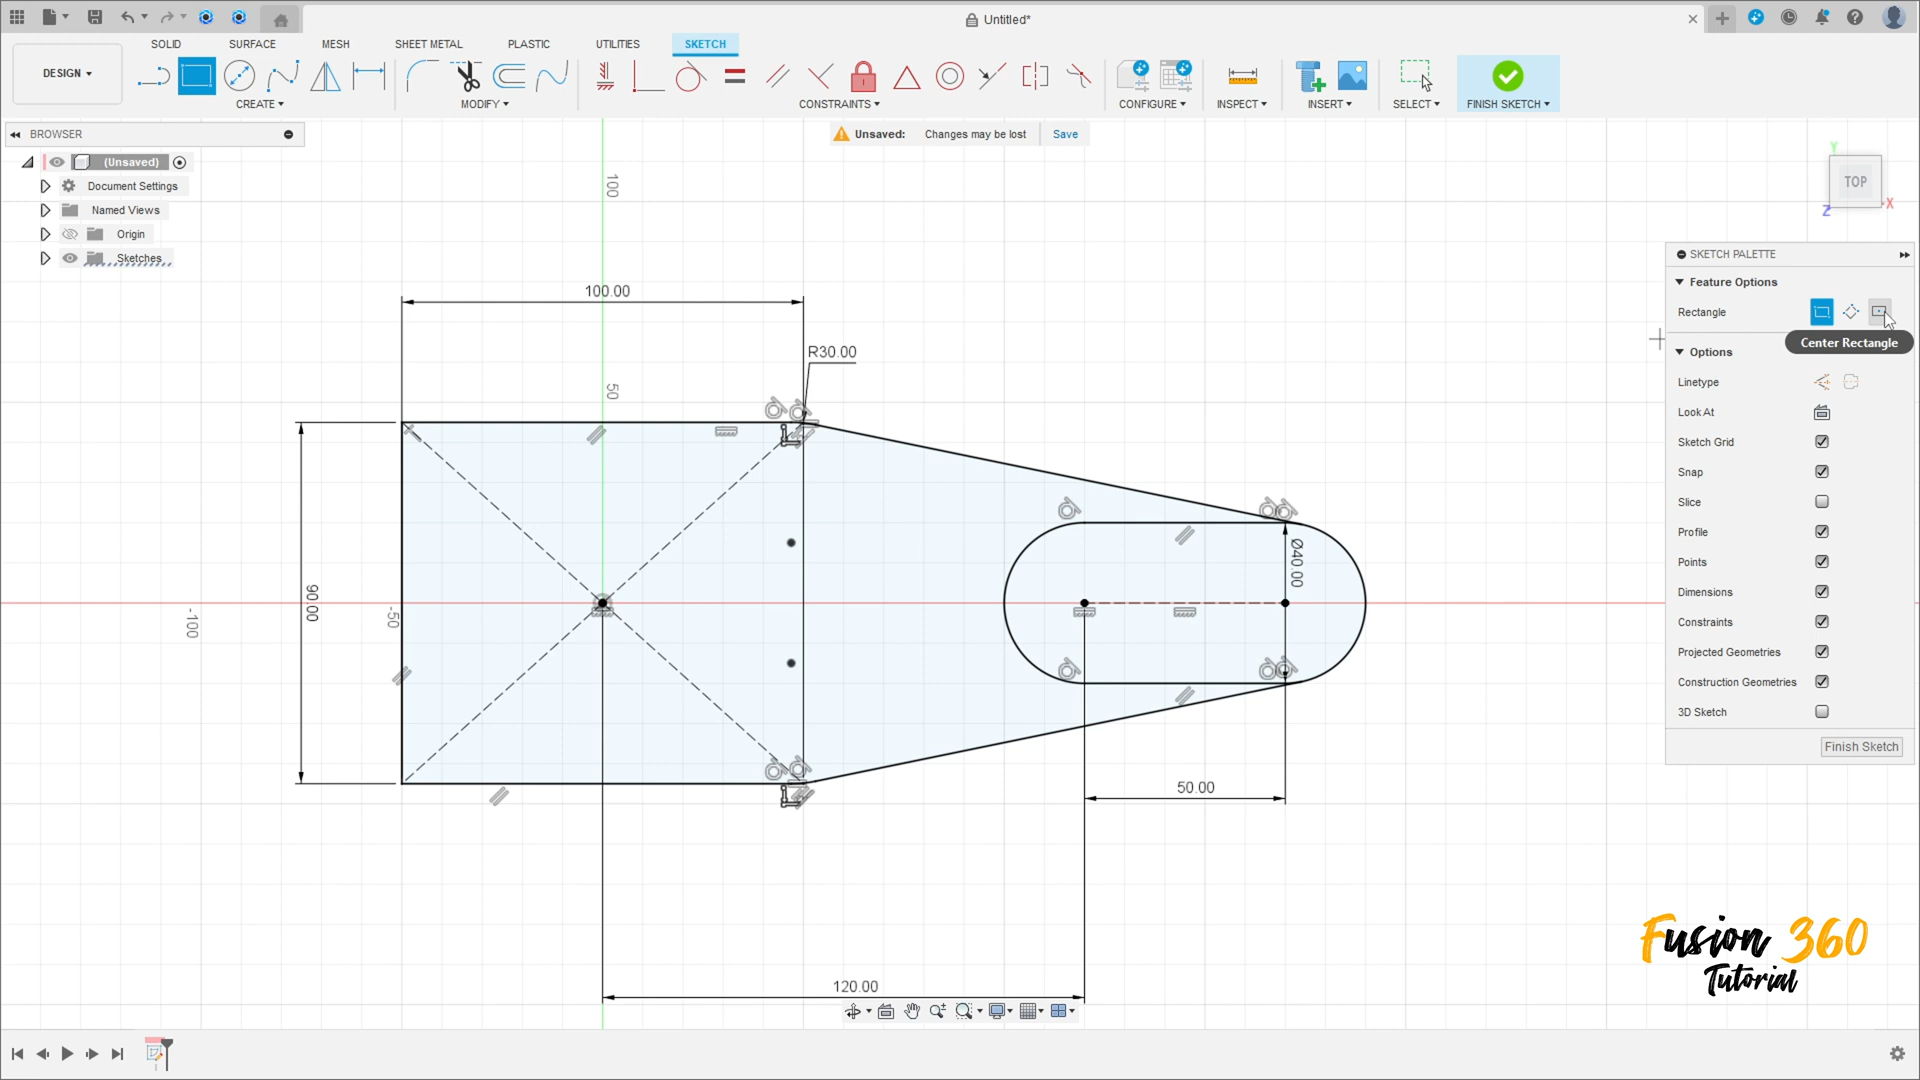 Untitled*
SOLID
SURFACE
MESH
SHEET METAL
PLASTIC
UTILITIES
SKETCH
DESIGN
CREATE
MODIFY
CONSTRAINTS
CONFIGURE
INSPECT
INSERT
SELECT
FINISH SKETCH
BROWSER
Unsaved: Changes may be lost Save
(Unsaved)
Document Settings
Named Views
Origin
Sketches
TOP
Y
X
Z
SKETCH PALETTE
Feature Options
Rectangle
Center Rectangle
Options
Linetype
Look At
Sketch Grid
Snap
Slice
Profile
Points
Dimensions
Constraints
Projected Geometries
Construction Geometries
3D Sketch
Finish Sketch
100
50
-50
-100
100.00
R30.00
90.00
Ø40.00
50.00
120.00
Fusion 360
Tutorial